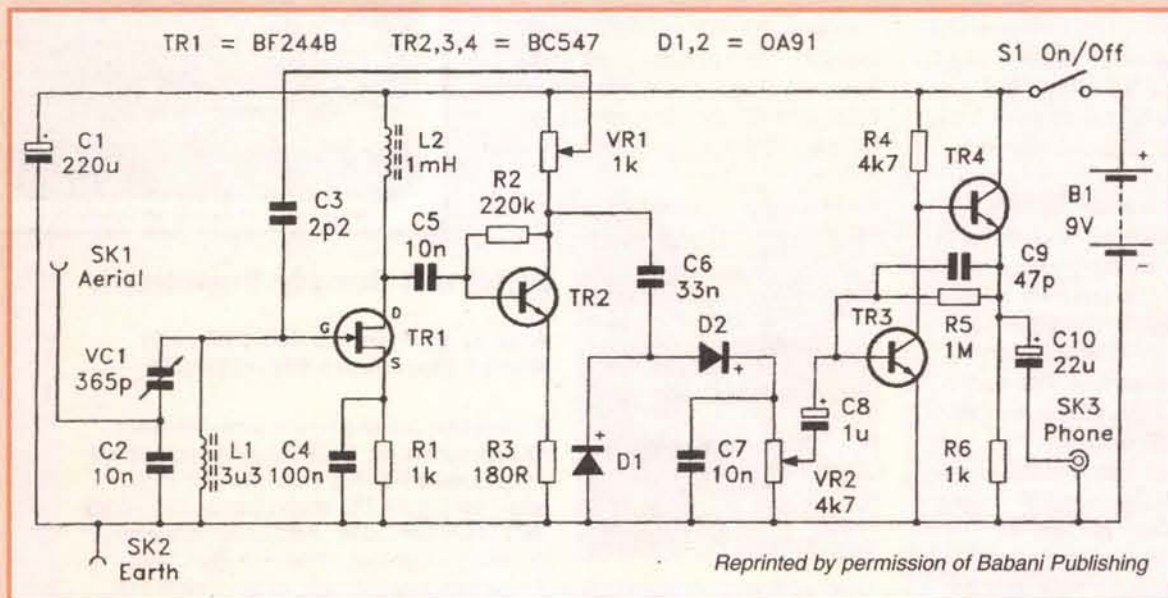 TR1 = BF244B TR2,3,4 = BC547 D1,2 = OA91
S1 On/Off
C1
220u
L2
1mH
VR1
1k
R4
4k7
TR4
+
B1
9V
-
C3
2p2
R2
220k
C5
10n
SK1
Aerial
C6
33n
C9
47p
D
G
TR1
S
TR2
D2
+
TR3
R5
1M
C10
22u
VC1
365p
C8
1u
SK3
Phone
C2
10n
L1
3u3
C4
100n
R1
1k
R3
180R
+
D1
C7
10n
VR2
4k7
R6
1k
SK2
Earth
Reprinted by permission of Babani Publishing